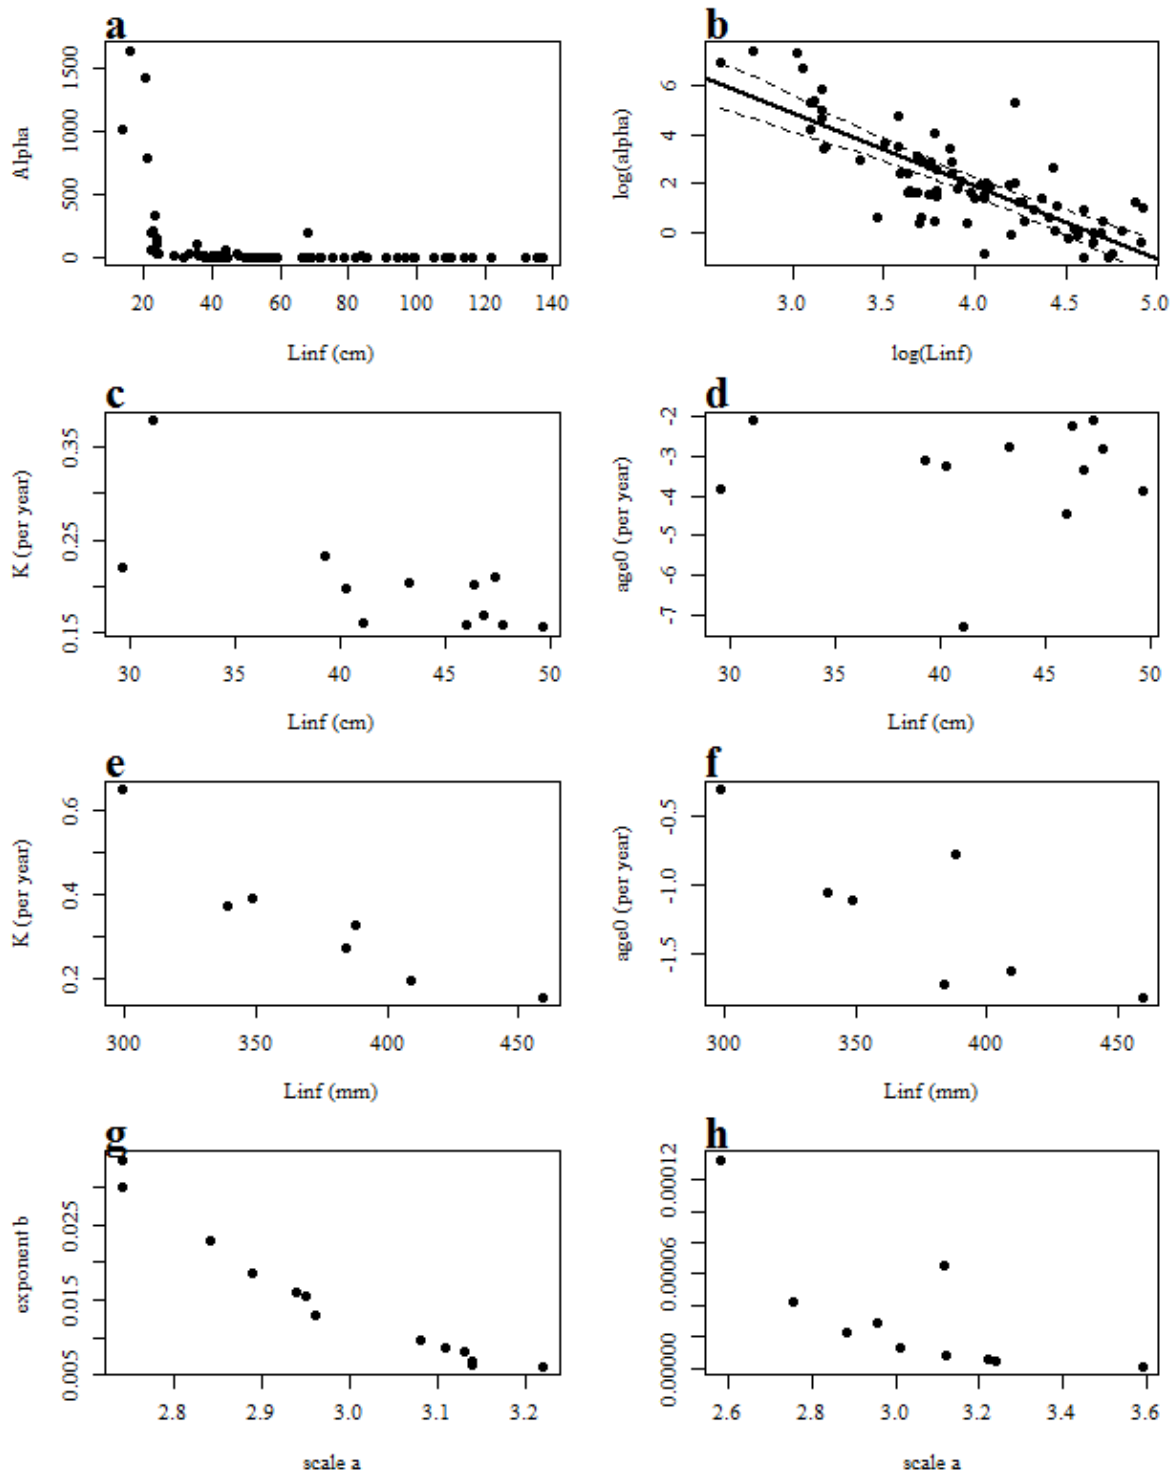 a
Alpha
0 500 1000 1500
20 40 60 80 100 120 140
Linf (cm)
b
log(alpha)
0 2 4 6
3.0 3.5 4.0 4.5 5.0
log(Linf)
c
K (per year)
0.15 0.25 0.35
30 35 40 45 50
Linf (cm)
d
age0 (per year)
-7 -6 -5 -4 -3 -2
30 35 40 45 50
Linf (cm)
e
K (per year)
0.2 0.4 0.6
300 350 400 450
Linf (mm)
f
age0 (per year)
-1.5 -1.0 -0.5
300 350 400 450
Linf (mm)
g
exponent b
0.005 0.015 0.025
2.8 2.9 3.0 3.1 3.2
scale a
h
0.00000 0.00006 0.00012
2.6 2.8 3.0 3.2 3.4 3.6
scale a